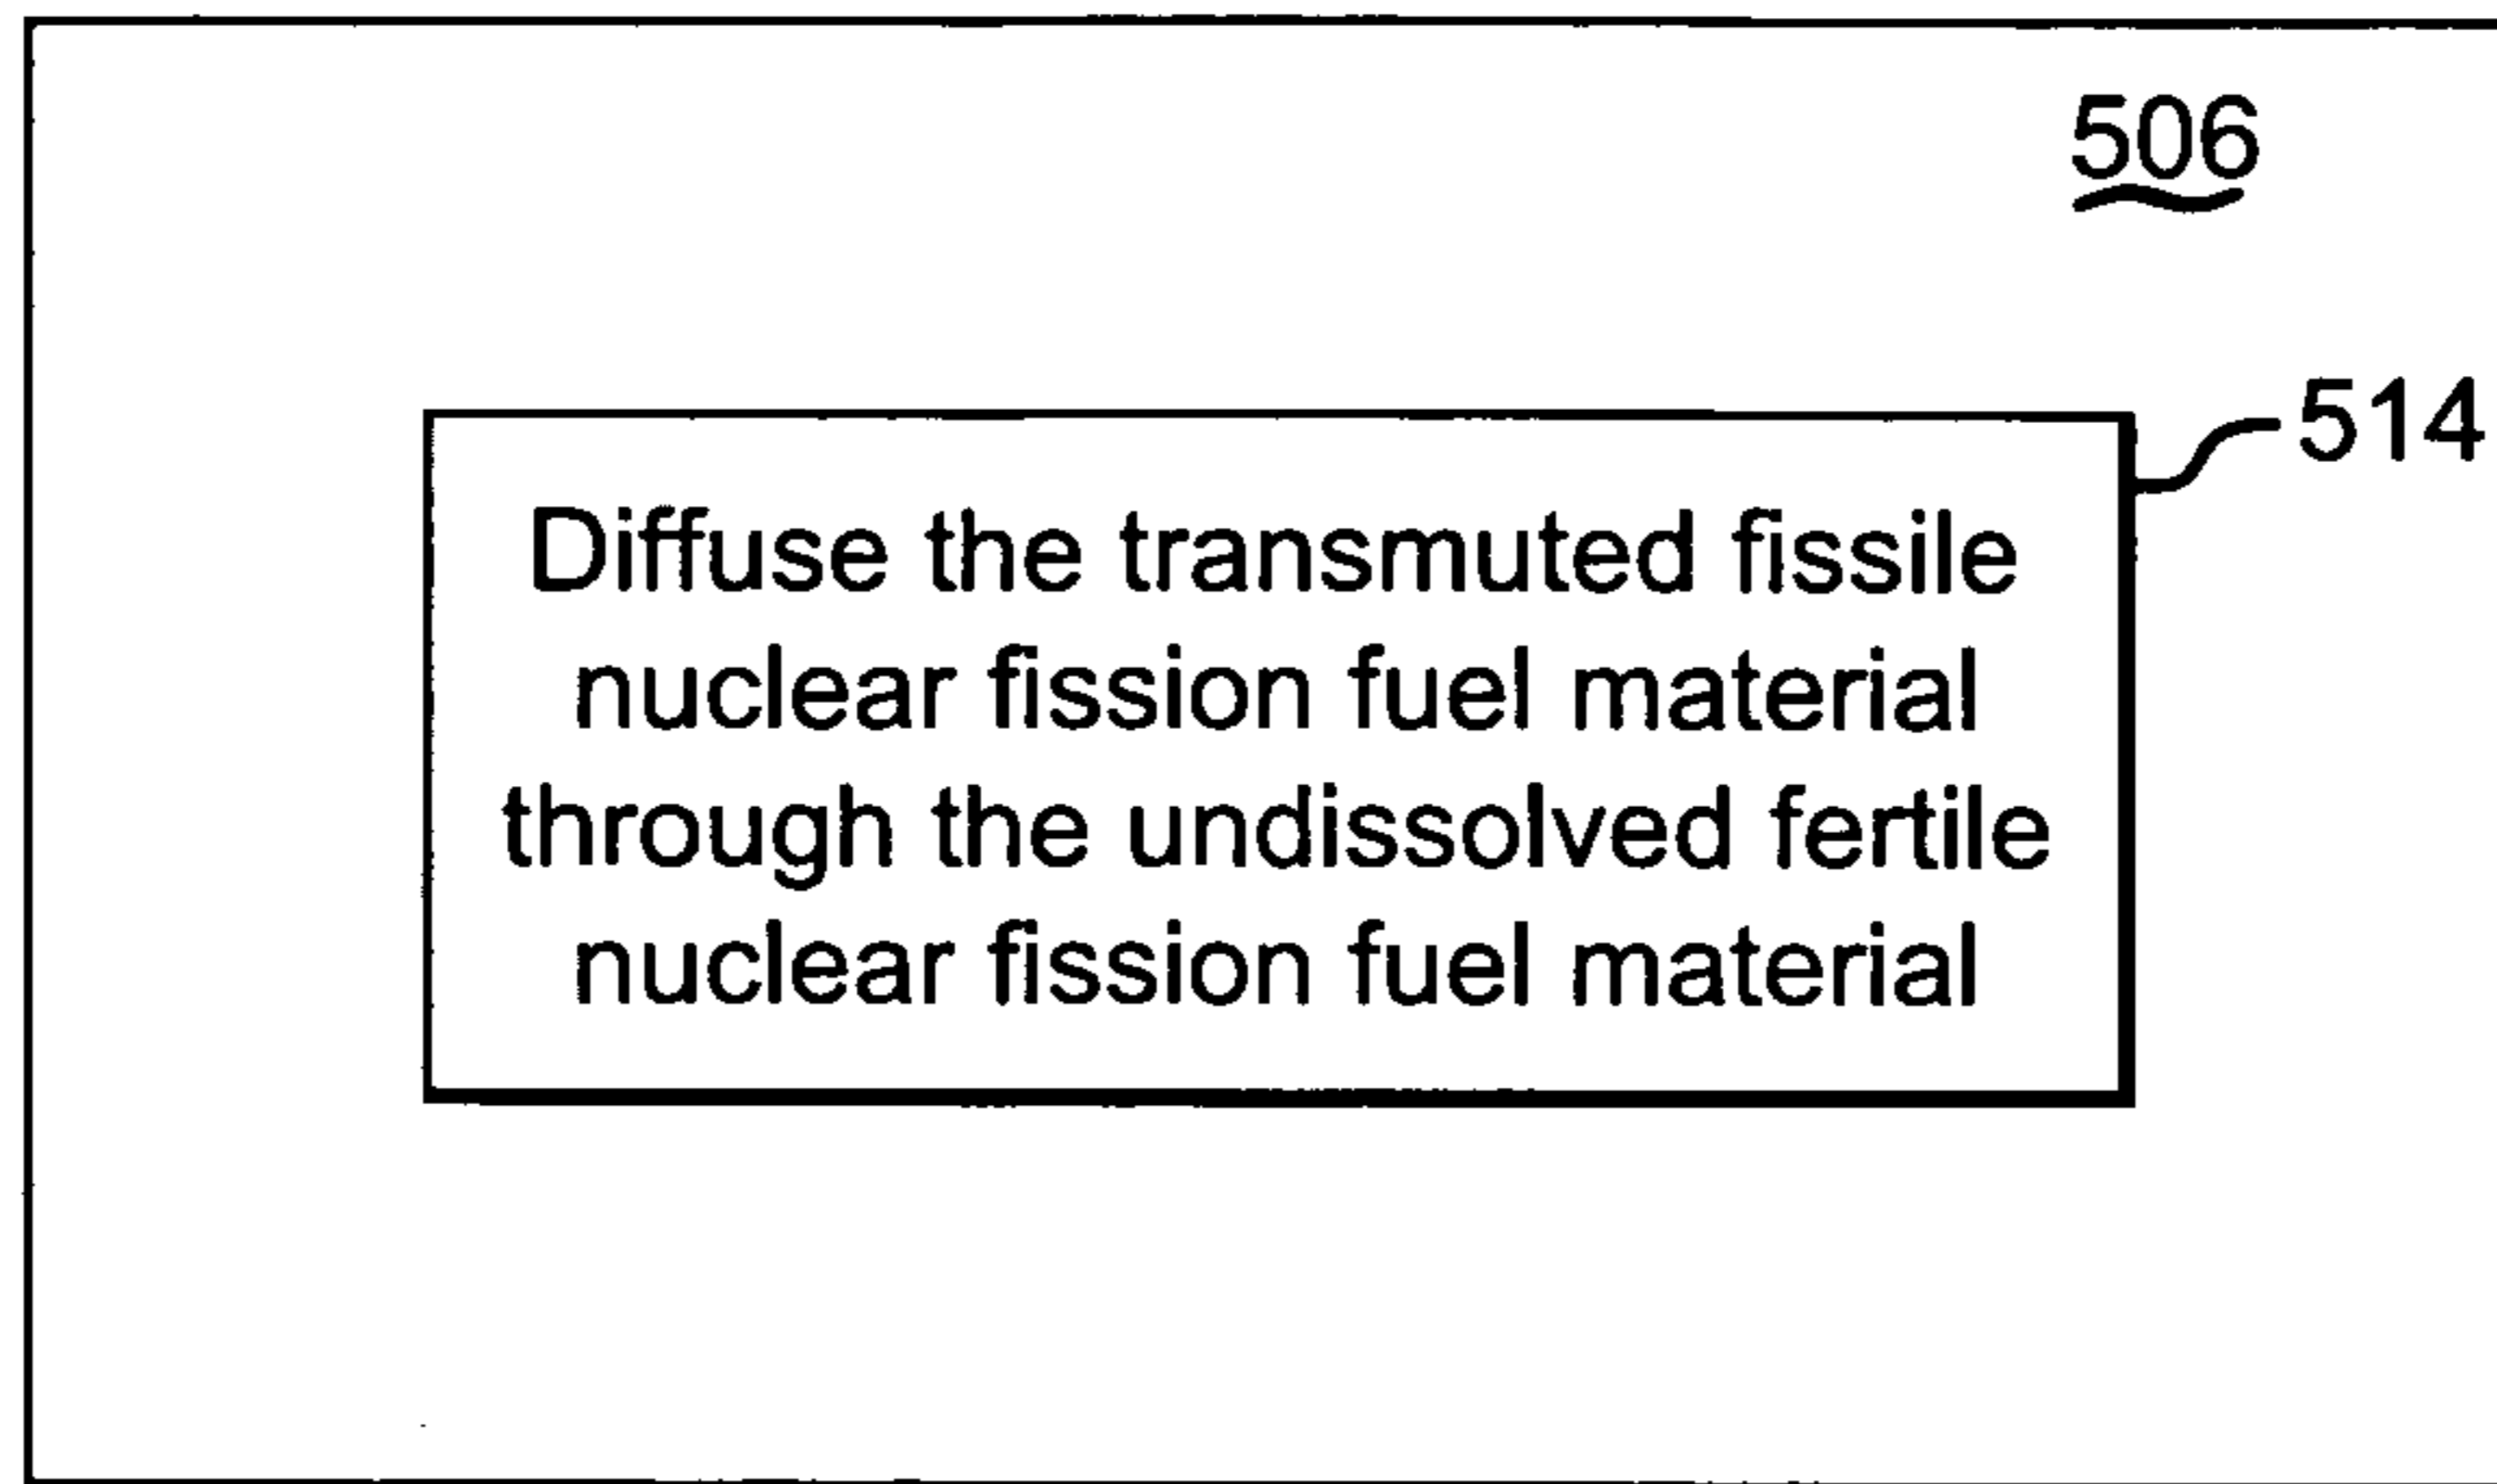 506
514
Diffuse the transmuted fissile
nuclear fission fuel material
through the undissolved fertile
nuclear fission fuel material